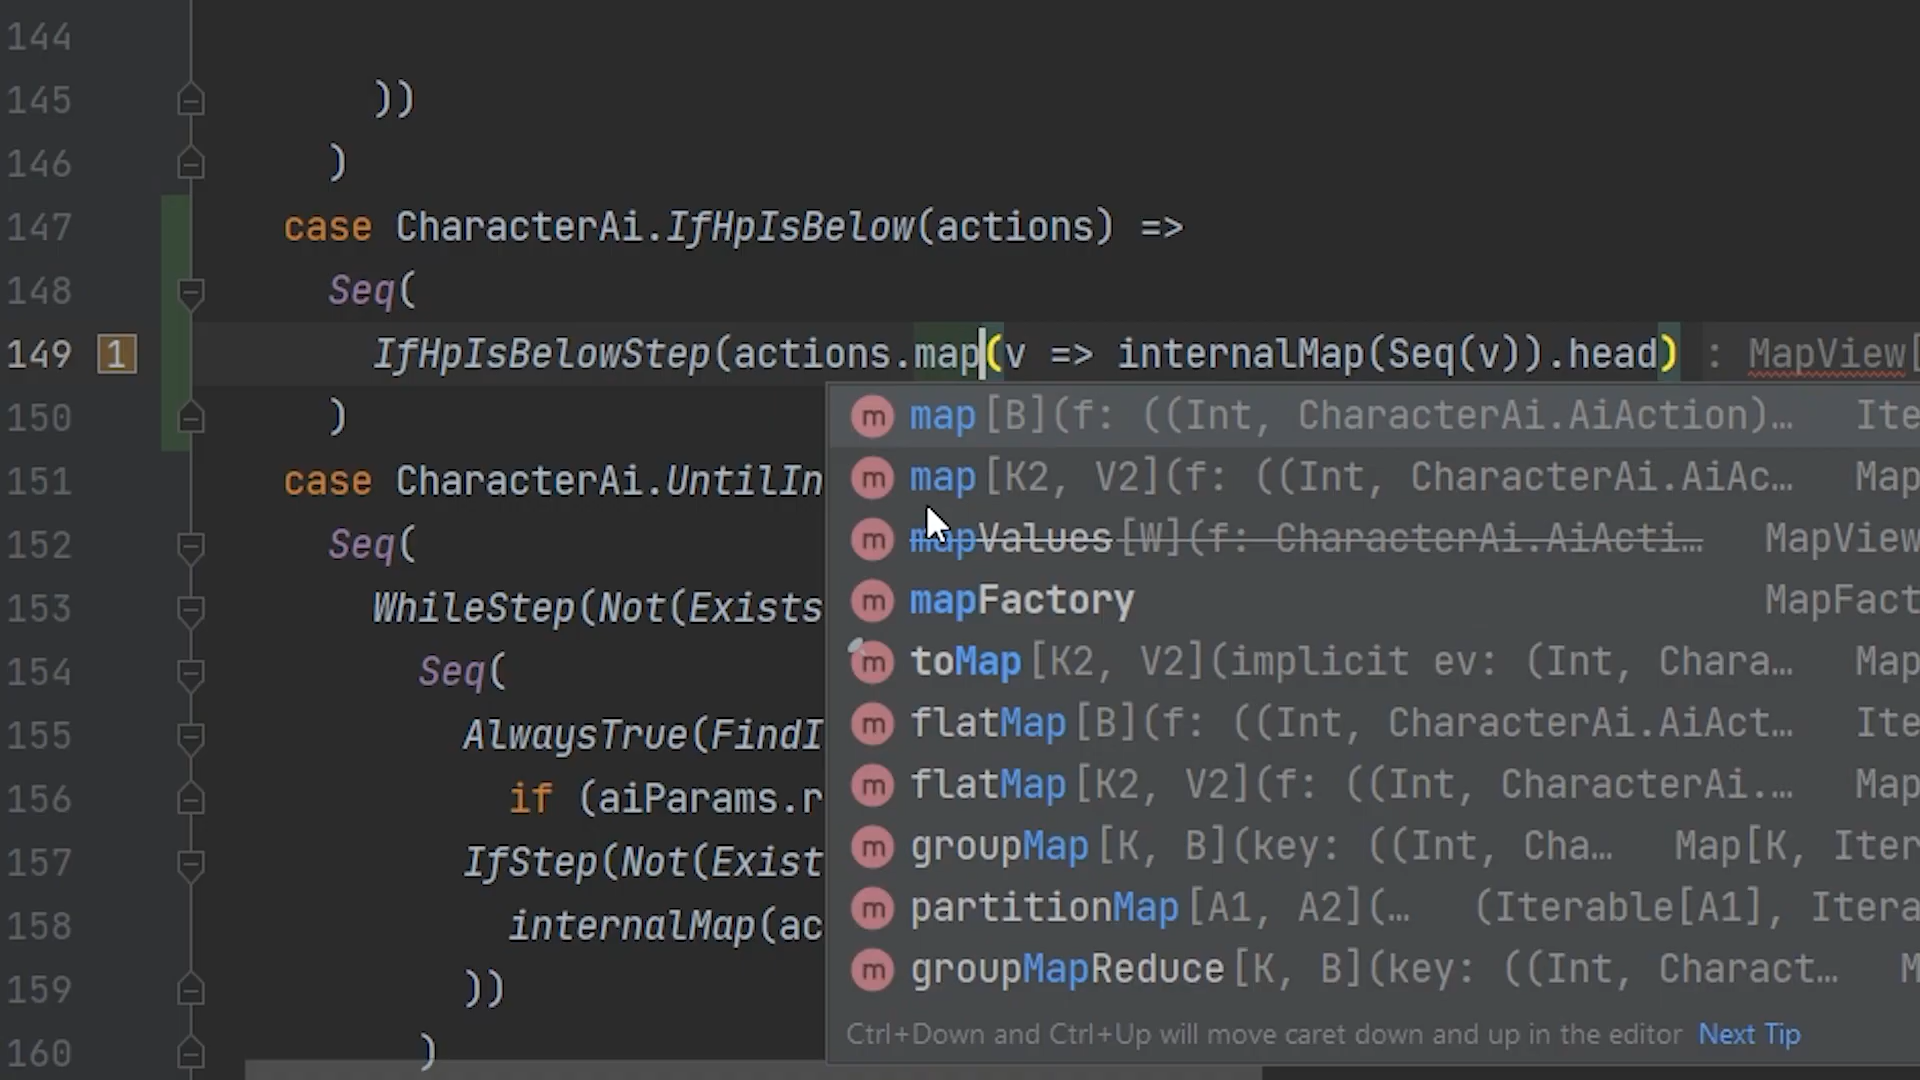 144
145 ))
146 )
147 case CharacterAi.IfHpIsBelow(actions) =>
148 Seq(
149 1 IfHpIsBelowStep(actions.map(v => internalMap(Seq(v)).head) : MapView[
150 )
151 case CharacterAi.UntilIn
152 Seq(
153 WhileStep(Not(Exists
154 Seq(
155 AlwaysTrue(FindI
156 if (aiParams.r
157 IfStep(Not(Exist
158 internalMap(ac
159 ))
160 )
m map[B](f: ((Int, CharacterAi.AiAction)… Ite
m map[K2, V2](f: ((Int, CharacterAi.AiAc… Map
m mapValues[W](f: CharacterAi.AiActi… MapView
m mapFactory MapFact
m toMap[K2, V2](implicit ev: (Int, Chara… Map
m flatMap[B](f: ((Int, CharacterAi.AiAct… Ite
m flatMap[K2, V2](f: ((Int, CharacterAi.… Map
m groupMap[K, B](key: ((Int, Cha… Map[K, Iter
m partitionMap[A1, A2](… (Iterable[A1], Itera
m groupMapReduce[K, B](key: ((Int, Charact… M
Ctrl+Down and Ctrl+Up will move caret down and up in the editor Next Tip